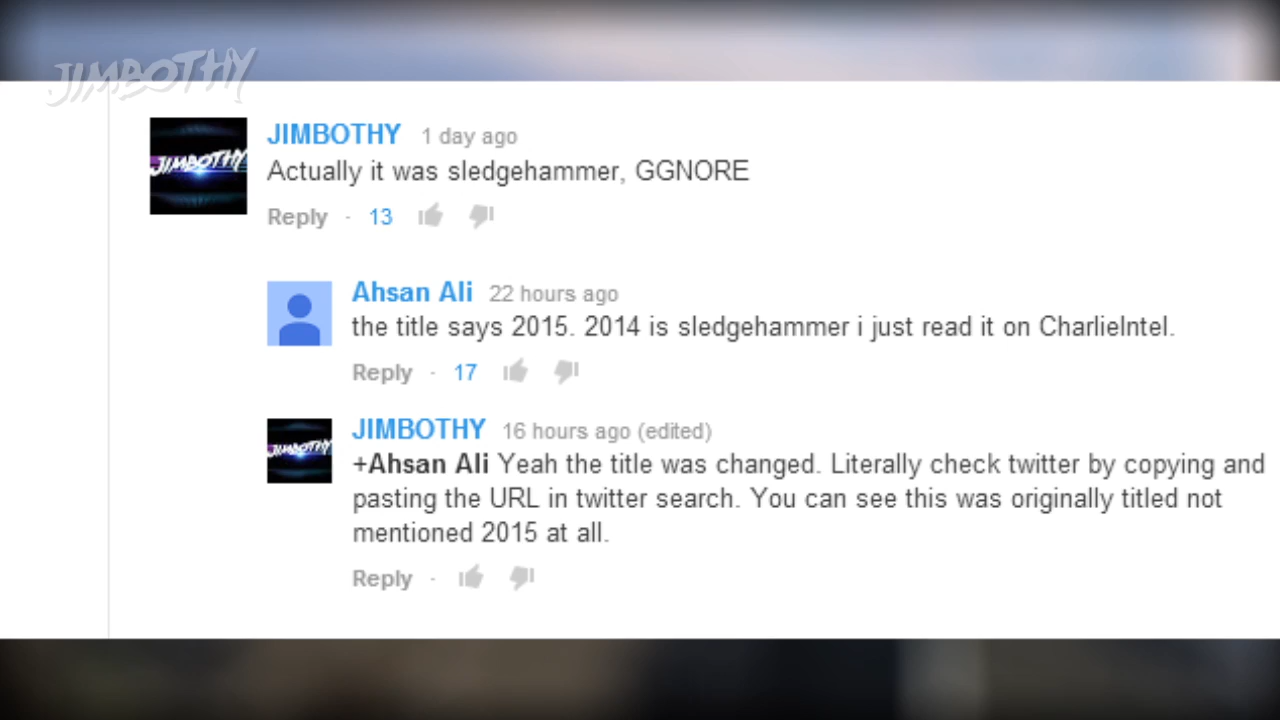 JIMBOTHY
JIMBOTHY 1 day ago
JIMBOTHY
Actually it was sledgehammer, GGNORE
Reply · 13
Ahsan Ali 22 hours ago
the title says 2015. 2014 is sledgehammer i just read it on CharlieIntel.
Reply · 17
JIMBOTHY 16 hours ago (edited)
JIMBOTHY
+Ahsan Ali Yeah the title was changed. Literally check twitter by copying and
pasting the URL in twitter search. You can see this was originally titled not
mentioned 2015 at all.
Reply ·